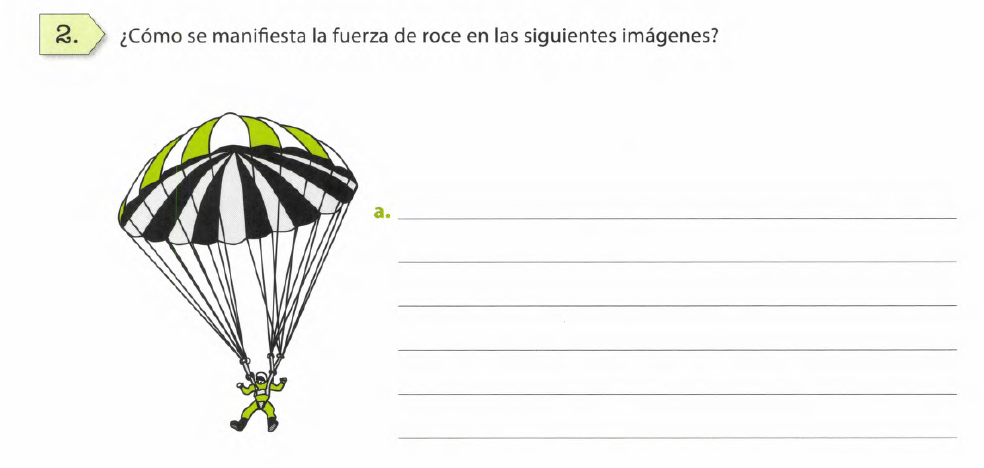 2. ¿Cómo se manifiesta la fuerza de roce en las siguientes imágenes?
a.